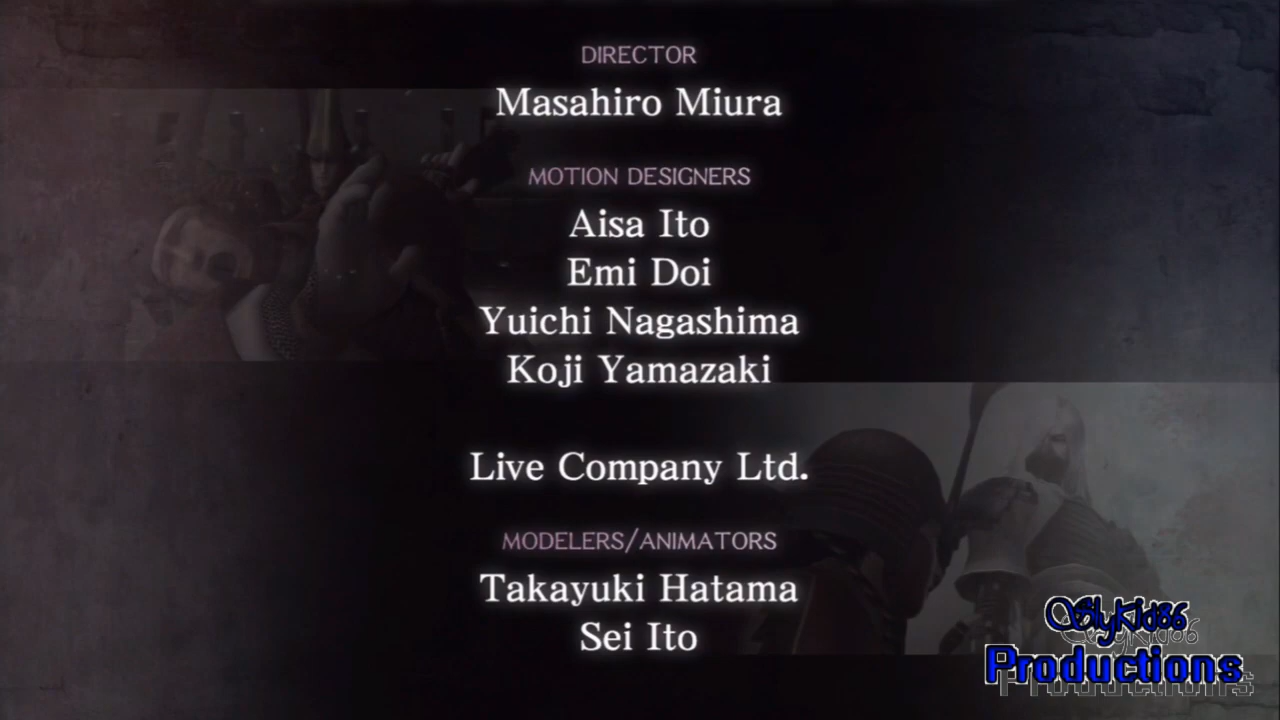 DIRECTOR
Masahiro Miura
MOTION DESIGNERS
Aisa Ito
Emi Doi
Yuichi Nagashima
Koji Yamazaki
Live Company Ltd.
MODELERS/ANIMATORS
Takayuki Hatama
Sei Ito
SlyKid86
Productions